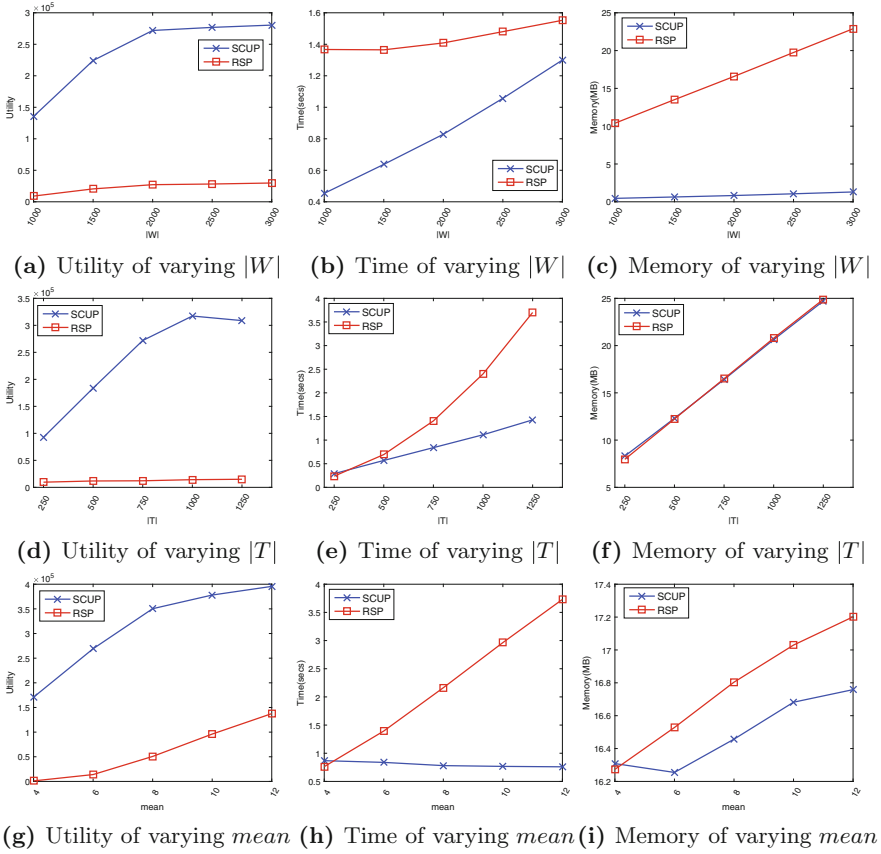 × 10⁵
3
2.5
2
1.5
1
0.5
0
Utility
SCUP
RSP
1000
1500
2000
2500
3000
|W|
(a) Utility of varying |W|
1.6
1.4
1.2
1
0.8
0.6
0.4
Time(secs)
SCUP
RSP
1000
1500
2000
2500
3000
|W|
(b) Time of varying |W|
25
20
15
10
5
0
Memory(MB)
SCUP
RSP
1000
1500
2000
2500
3000
|W|
(c) Memory of varying |W|
× 10⁵
3.5
3
2.5
2
1.5
1
0.5
0
Utility
SCUP
RSP
250
500
750
1000
1250
|T|
(d) Utility of varying |T|
4
3.5
3
2.5
2
1.5
1
0.5
0
Time(secs)
SCUP
RSP
250
500
750
1000
1250
|T|
(e) Time of varying |T|
25
20
15
10
5
Memory(MB)
SCUP
RSP
250
500
750
1000
1250
|T|
(f) Memory of varying |T|
× 10⁵
4
3.5
3
2.5
2
1.5
1
0.5
0
Utility
SCUP
RSP
4
6
8
10
12
mean
(g) Utility of varying mean
4
3.5
3
2.5
2
1.5
1
0.5
Time(secs)
SCUP
RSP
4
6
8
10
12
mean
(h) Time of varying mean
17.4
17.2
17
16.8
16.6
16.4
16.2
Memory(MB)
SCUP
RSP
4
6
8
10
12
mean
(i) Memory of varying mean